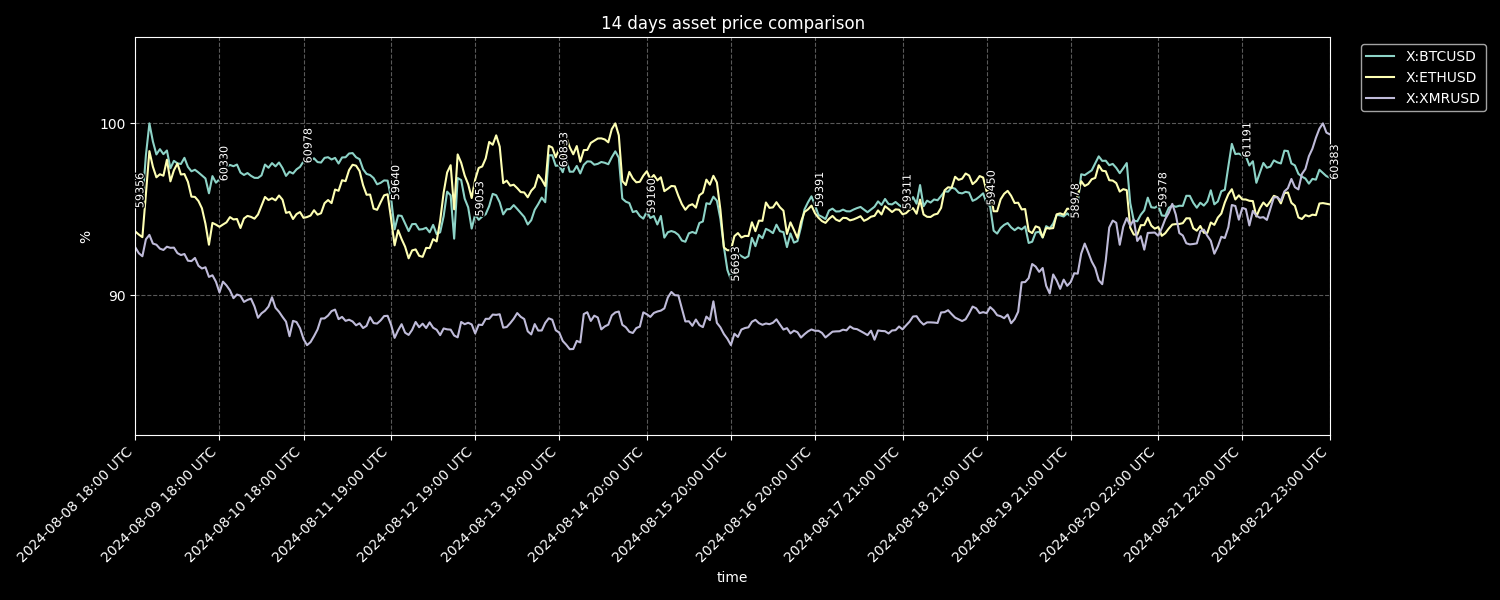 14 days asset price comparison
X:BTCUSD
X:ETHUSD
X:XMRUSD
100
90
%
59356
60330
60978
59640
59053
60833
59160
56693
59391
59311
59450
58978
59378
61191
60383
2024-08-08 18:00 UTC
2024-08-09 18:00 UTC
2024-08-10 18:00 UTC
2024-08-11 19:00 UTC
2024-08-12 19:00 UTC
2024-08-13 19:00 UTC
2024-08-14 20:00 UTC
2024-08-15 20:00 UTC
2024-08-16 20:00 UTC
2024-08-17 21:00 UTC
2024-08-18 21:00 UTC
2024-08-19 21:00 UTC
2024-08-20 22:00 UTC
2024-08-21 22:00 UTC
2024-08-22 23:00 UTC
time